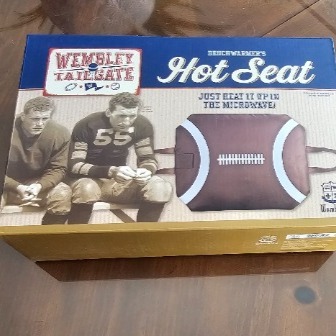 WEMBLEY
TAILGATE
BENCHWARMER'S
Hot Seat
JUST HEAT IT UP IN
THE MICROWAVE!
55